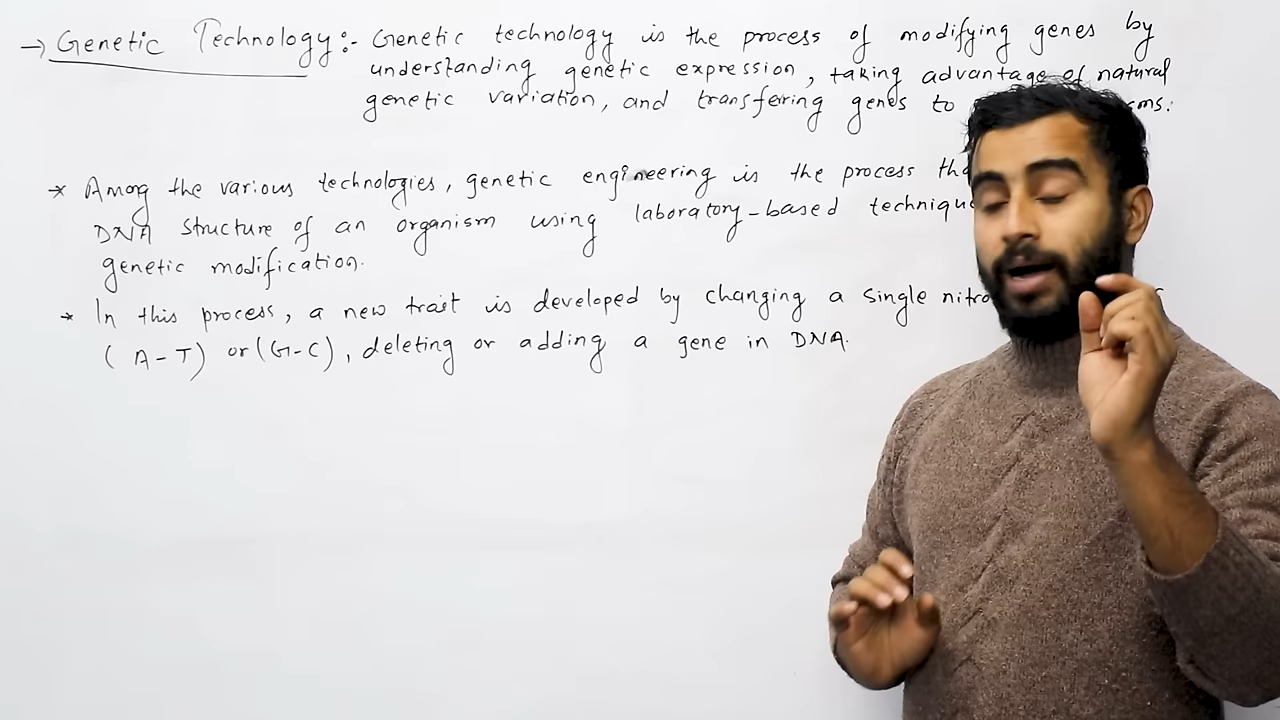 → Genetic Technology:- Genetic technology is the process of modifying genes by
understanding genetic expression, taking advantage of natural
genetic variation, and transfering genes to
* Among the various technologies, genetic engineering is the process
DNA structure of an organism using laboratory-based
genetic modification.
* In this process, a new trait is developed by changing a single
(A-T) or (G-C), deleting or adding a gene in DNA.